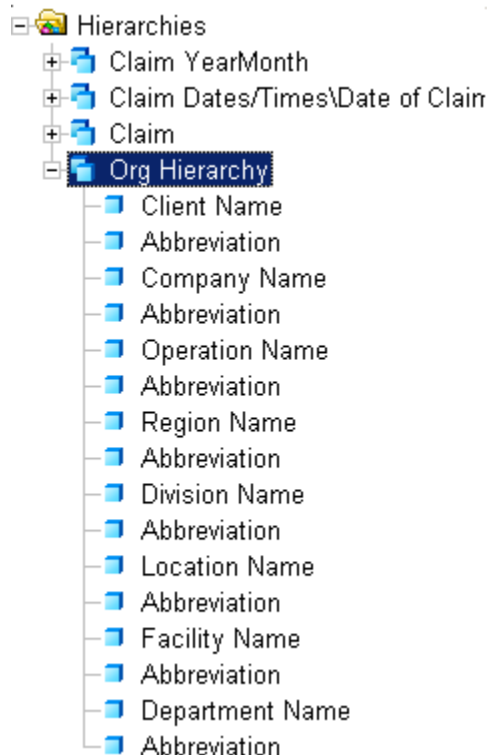 Hierarchies
Claim YearMonth
Claim Dates/Times\Date of Claim
Claim
Org Hierarchy
Client Name
Abbreviation
Company Name
Abbreviation
Operation Name
Abbreviation
Region Name
Abbreviation
Division Name
Abbreviation
Location Name
Abbreviation
Facility Name
Abbreviation
Department Name
Abbreviation